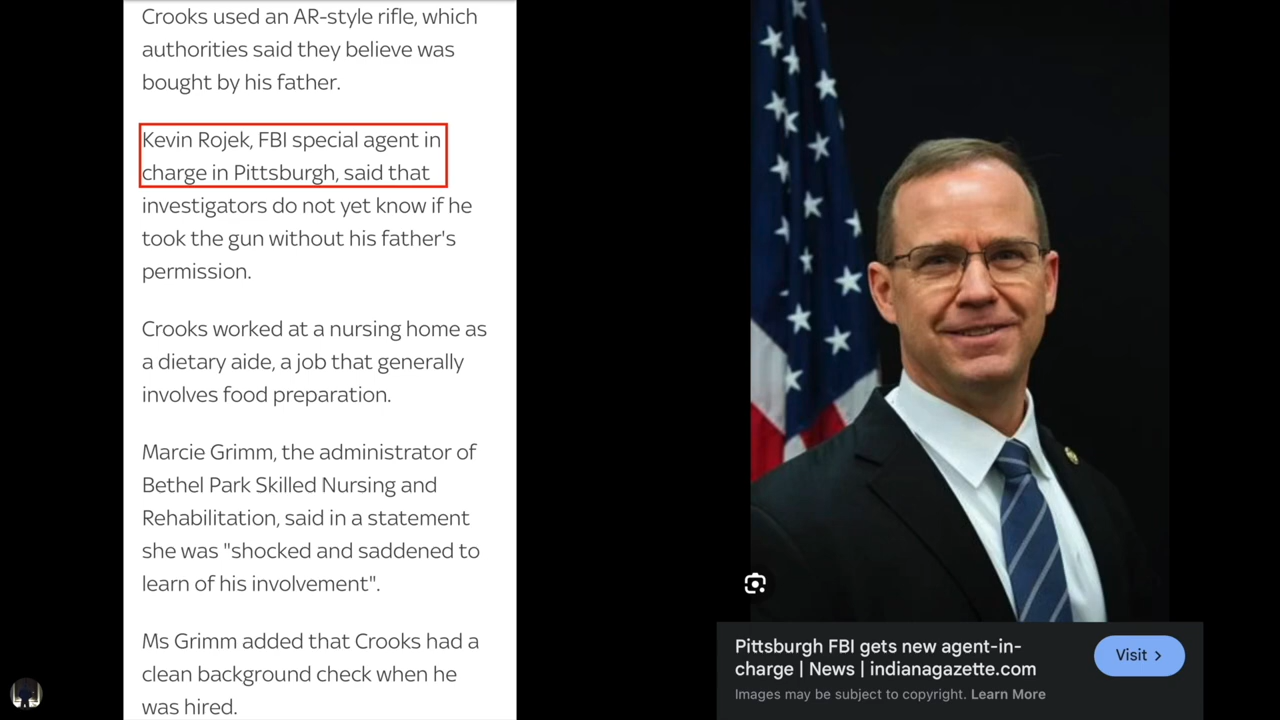 Crooks used an AR-style rifle, which
authorities said they believe was
bought by his father.
Kevin Rojek, FBI special agent in
charge in Pittsburgh, said that
investigators do not yet know if he
took the gun without his father's
permission.
Crooks worked at a nursing home as
a dietary aide, a job that generally
involves food preparation.
Marcie Grimm, the administrator of
Bethel Park Skilled Nursing and
Rehabilitation, said in a statement
she was "shocked and saddened to
learn of his involvement".
Ms Grimm added that Crooks had a
clean background check when he
was hired.
Pittsburgh FBI gets new agent-in-
charge | News | indianagazette.com
Images may be subject to copyright. Learn More
Visit >